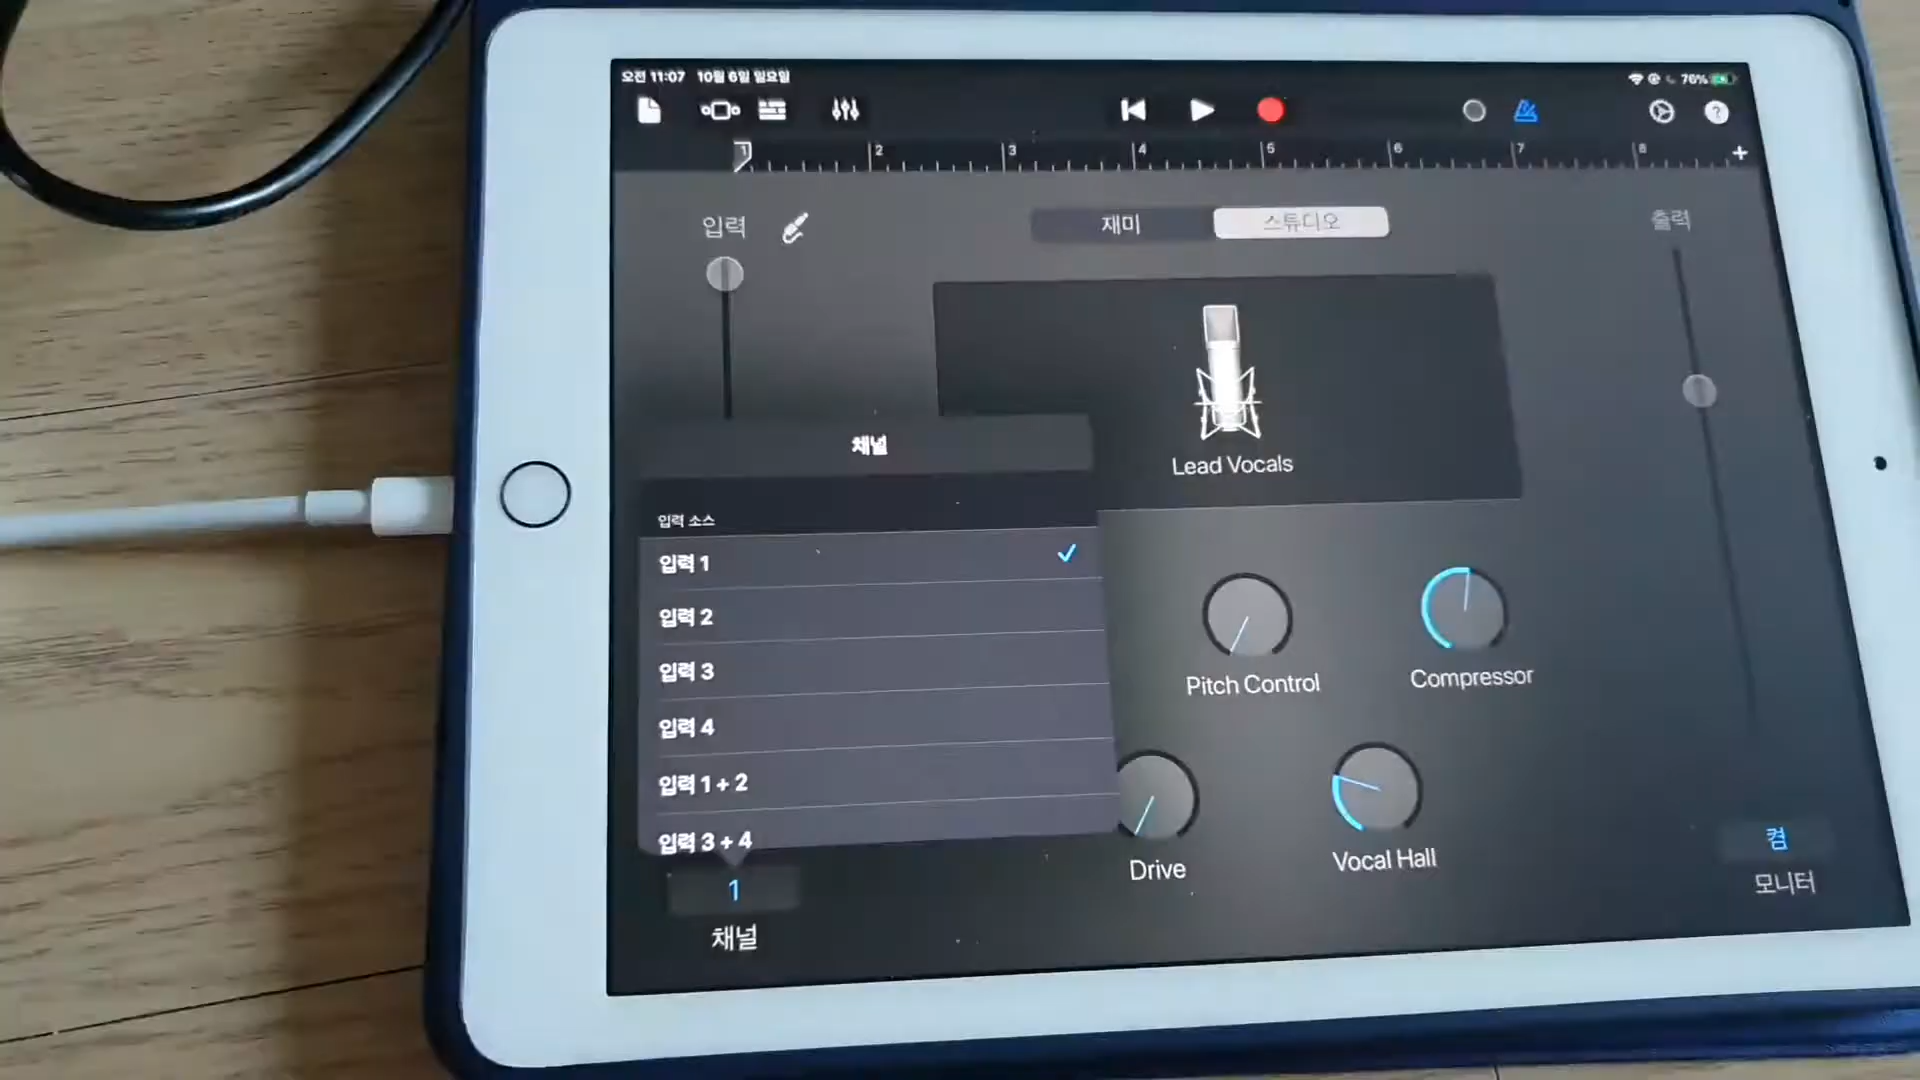 오전 11:07 10월 6일 일요일
76%
1 2 3 4 5 6 7 8
입력
재미
스튜디오
출력
Lead Vocals
채널
입력 소스
입력 1
입력 2
입력 3
입력 4
입력 1 + 2
입력 3 + 4
Pitch Control
Compressor
Drive
Vocal Hall
1
채널
켬
모니터